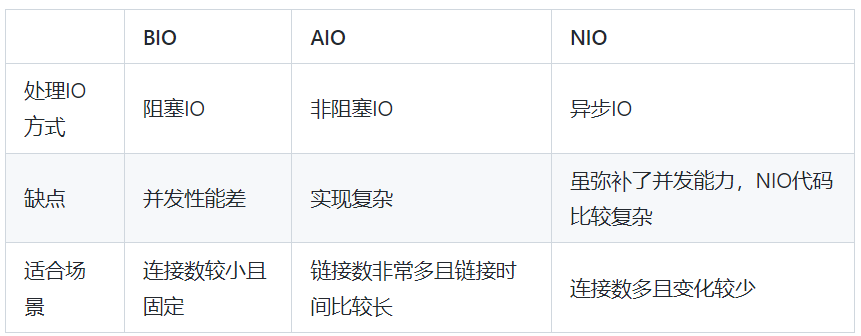 BIO AIO NIO
处理IO
方式
阻塞IO
非阻塞IO
异步IO
缺点
并发性能差
实现复杂
虽弥补了并发能力，NIO代码
比较复杂
适合场
景
连接数较小且
固定
链接数非常多且链接时
间比较长
连接数多且变化较少